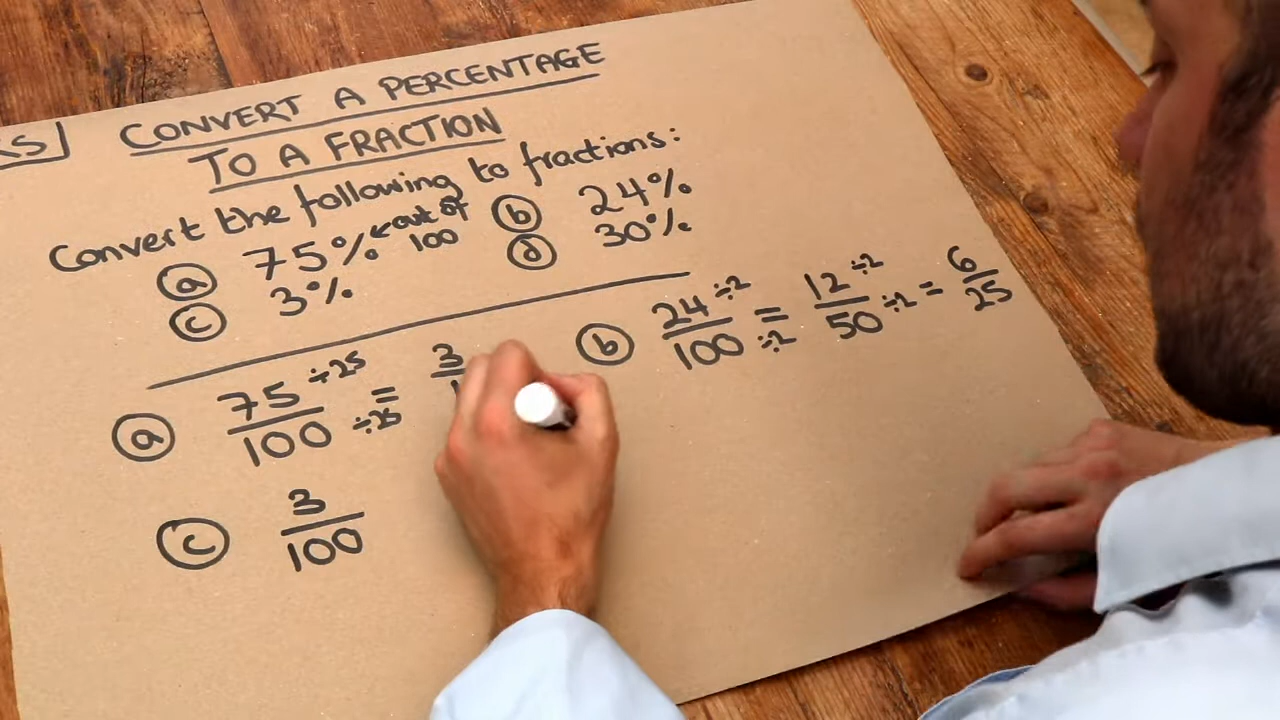 CONVERT A PERCENTAGE
TO A FRACTION
Convert the following to fractions:
(a) 75% ← out of 100 (b) 24%
(c) 3% (d) 30%
(a) 75/100 ÷25 ÷25 = 3/
(b) 24/100 ÷2 ÷2 = 12/50 ÷2 ÷2 = 6/25
(c) 3/100